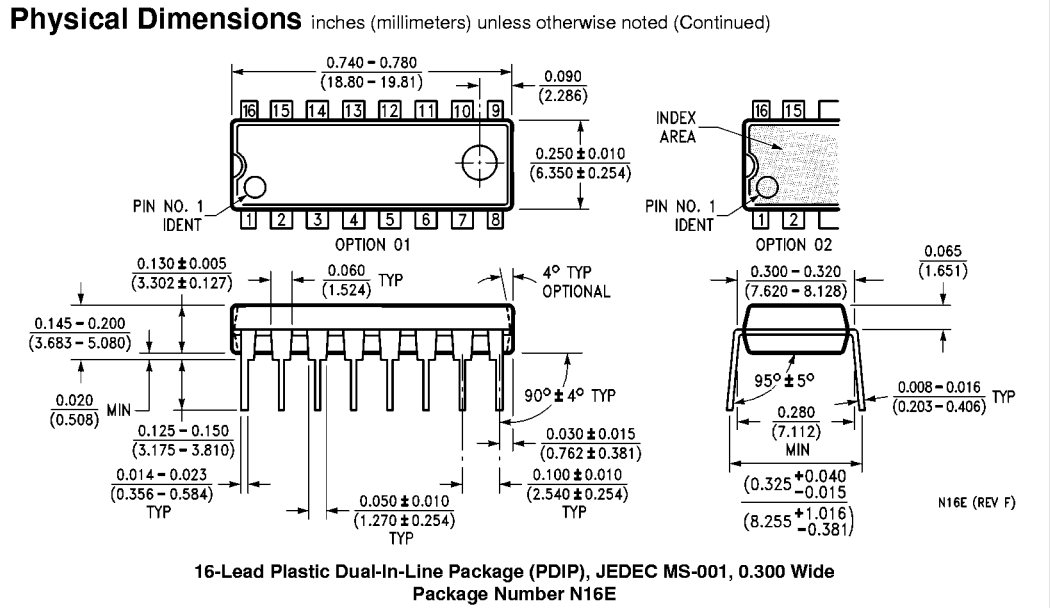 Physical Dimensions inches (millimeters) unless otherwise noted (Continued)
0.740 – 0.780
(18.80 – 19.81)
0.090
(2.286)
16 15 14 13 12 11 10 9
INDEX
AREA
16 15
0.250 ± 0.010
(6.350 ± 0.254)
PIN NO. 1
IDENT
1 2 3 4 5 6 7 8
OPTION 01
PIN NO. 1
IDENT
1 2
OPTION 02
0.130 ± 0.005
(3.302 ± 0.127)
0.060
(1.524)
TYP
4° TYP
OPTIONAL
0.300 – 0.320
(7.620 – 8.128)
0.065
(1.651)
0.145 – 0.200
(3.683 – 5.080)
0.020
(0.508)
MIN
90° ± 4° TYP
95° ± 5°
0.008 – 0.016
(0.203 – 0.406)
TYP
0.125 – 0.150
(3.175 – 3.810)
0.030 ± 0.015
(0.762 ± 0.381)
0.280
(7.112)
MIN
0.014 – 0.023
(0.356 – 0.584)
TYP
0.050 ± 0.010
(1.270 ± 0.254)
TYP
0.100 ± 0.010
(2.540 ± 0.254)
TYP
(0.325 +0.040
−0.015
(8.255 +1.016
−0.381)
N16E (REV F)
16-Lead Plastic Dual-In-Line Package (PDIP), JEDEC MS-001, 0.300 Wide
Package Number N16E